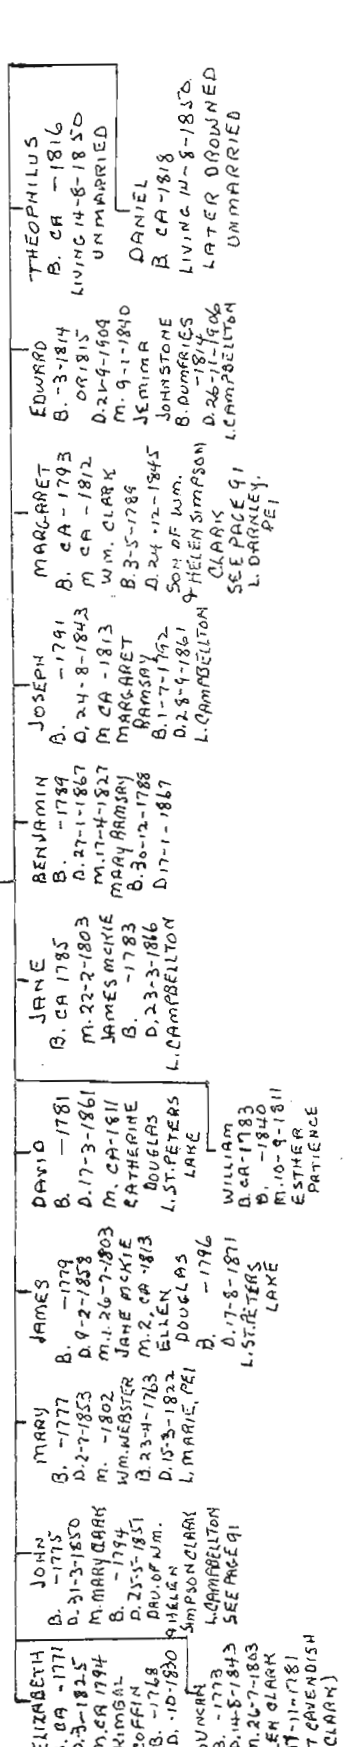 ELIZABETH
B. CA -1771
D. 3-1825
M. CA 1794
KIMBAL
COFFIN
B. -1768
D. -10-1830
DUNCAN
B. -1773
D. 14-8-1843
M. 26-7-1803
CLARK
17-11-1781
CAVENDISH
CLARK)
JOHN
B. -1775
D. 31-3-1850
M. MARY CLARK
B. -1794
D. 25-5-1851
DAU. OF WM.
& HELEN
SIMPSON CLARK
L. CAMPBELLTON
SEE PAGE 91
MARY
B. -1777
D. 2-7-1853
M. -1802
WM. WEBSTER
B. 23-4-1763
D. 15-3-1822
L. MARIE, PEI
JAMES
B. -1779
D. 9-2-1858
M. 1. 26-7-1803
JANE MCKIE
M. 2, CA -1813
ELLEN
DOUGLAS
B. -1796
D. 17-8-1871
L. ST. PETERS
LAKE
DAVID
B. -1781
D. 17-3-1861
M. CA-1811
CATHERINE
DOUGLAS
L. ST. PETERS
LAKE
WILLIAM
B. CA-1783
D. -1840
M. 10-9-1811
ESTHER
PATIENCE
JANE
B. CA 1785
M. 22-2-1803
JAMES MCKIE
B. -1783
D. 23-3-1866
L. CAMPBELLTON
BENJAMIN
B. -1789
D. 27-1-1867
M. 17-4-1827
MARY RAMSAY
B. 30-12-1788
D 17-1-1867
JOSEPH
B. -1791
D. 24-8-1843
M CA -1813
MARGARET
RAMSAY
B. 1-7-1792
D. 28-9-1861
L. CAMPBELLTON
MARGARET
B. CA -1793
M CA -1812
WM. CLARK
B. 3-5-1789
D. 24-12-1845
SON OF WM.
& HELEN SIMPSON
CLARK
SEE PAGE 91
L. DARNLEY,
PEI
EDWARD
B. -3-1814
OR 1815
D. 21-9-1909
M. 9-1-1840
JEMIMA
JOHNSTONE
B. DUMFRIES
-1814
D. 26-11-1906
L. CAMPBELLTON
THEOPHILUS
B. CA -1816
LIVING 14-8-1850
UNMARRIED
DANIEL
B. CA -1818
LIVING 14-8-1850.
LATER DROWNED
UNMARRIED